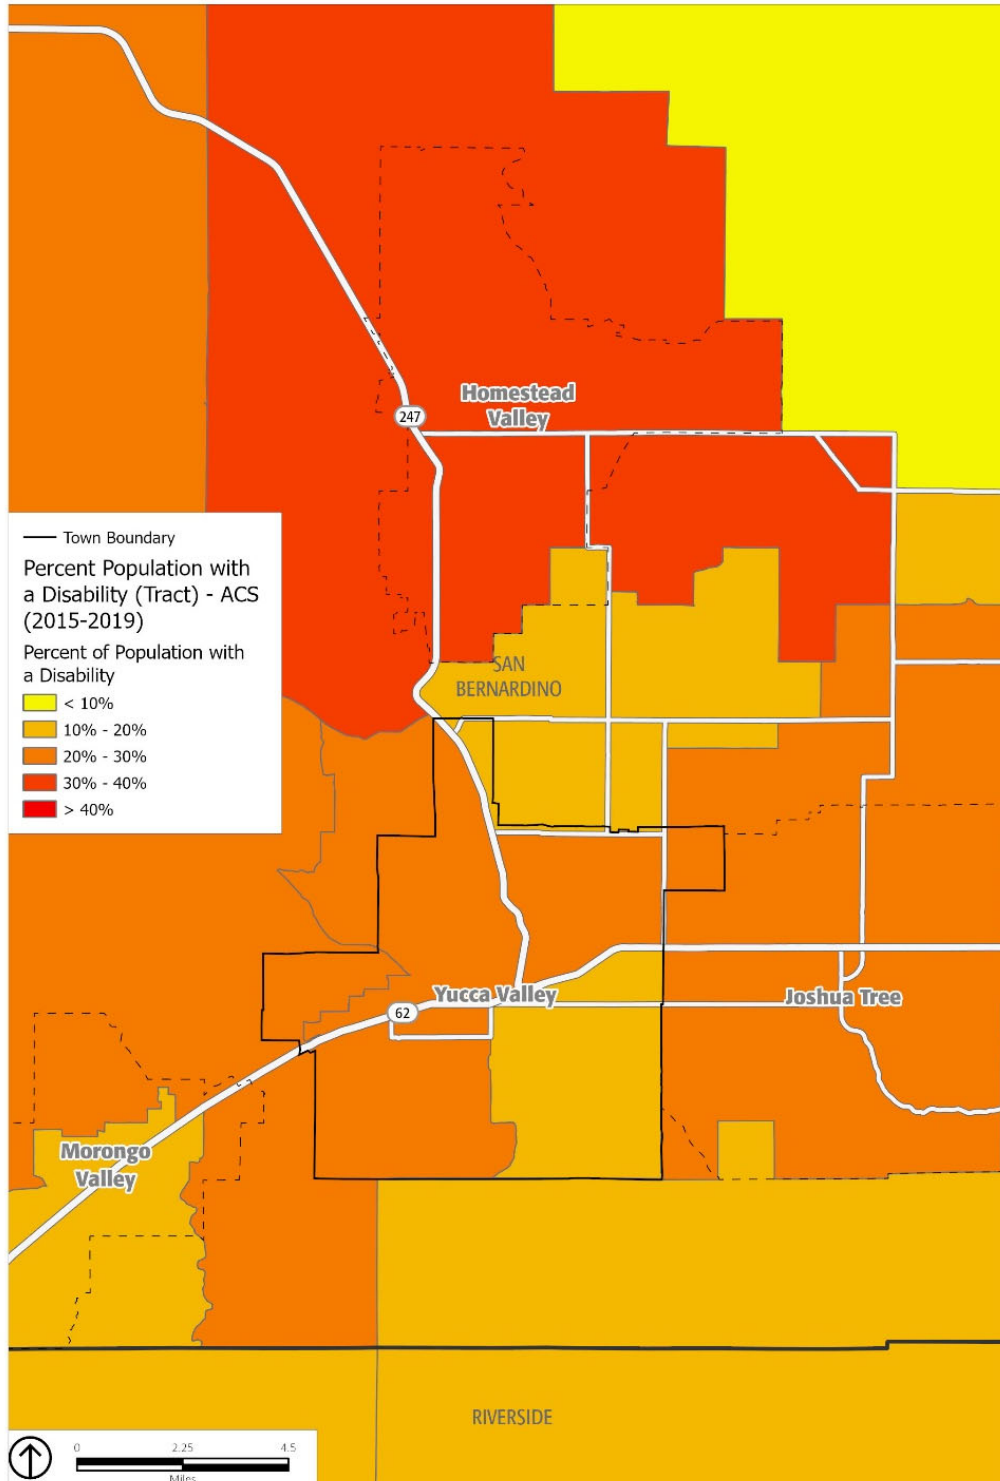 Homestead
Valley
247
Town Boundary
Percent Population with
a Disability (Tract) - ACS
(2015-2019)
Percent of Population with
a Disability
< 10%
10% - 20%
20% - 30%
30% - 40%
> 40%
SAN
BERNARDINO
Yucca Valley
Joshua Tree
62
Morongo
Valley
RIVERSIDE
0 2.25 4.5
Miles